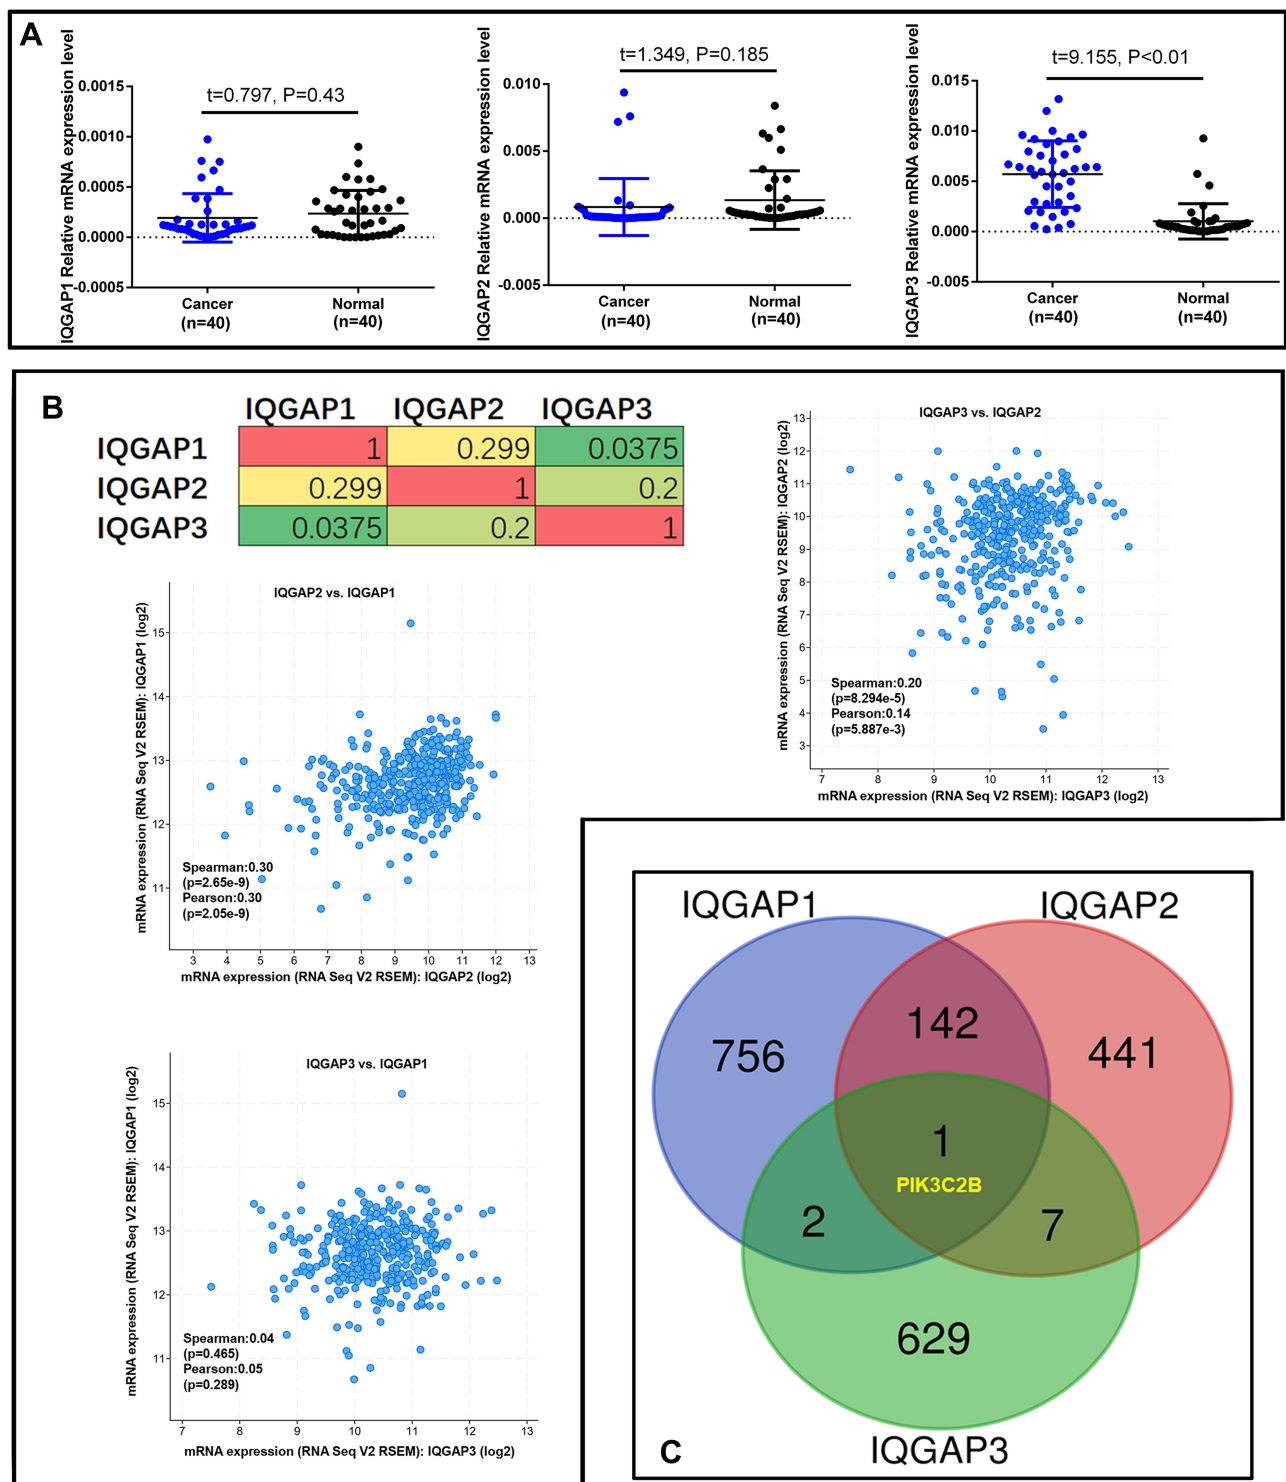 A
IQGAP1 Relative mRNA expression level
t=0.797, P=0.43
0.0015
0.0010
0.0005
0.0000
-0.0005
Cancer
(n=40)
Normal
(n=40)
IQGAP2 Relative mRNA expression level
t=1.349, P=0.185
0.010
0.005
0.000
-0.005
Cancer
(n=40)
Normal
(n=40)
IQGAP3 Relative mRNA expression level
t=9.155, P<0.01
0.015
0.010
0.005
0.000
-0.005
Cancer
(n=40)
Normal
(n=40)
B
IQGAP1 IQGAP2 IQGAP3
IQGAP1 1 0.299 0.0375
IQGAP2 0.299 1 0.2
IQGAP3 0.0375 0.2 1
IQGAP3 vs. IQGAP2
mRNA expression (RNA Seq V2 RSEM): IQGAP2 (log2)
13
12
11
10
9
8
7
6
5
4
3
Spearman:0.20
(p=8.294e-5)
Pearson:0.14
(p=5.887e-3)
7 8 9 10 11 12 13
mRNA expression (RNA Seq V2 RSEM): IQGAP3 (log2)
IQGAP2 vs. IQGAP1
mRNA expression (RNA Seq V2 RSEM): IQGAP1 (log2)
15
14
13
12
11
Spearman:0.30
(p=2.65e-9)
Pearson:0.30
(p=2.05e-9)
3 4 5 6 7 8 9 10 11 12 13
mRNA expression (RNA Seq V2 RSEM): IQGAP2 (log2)
IQGAP3 vs. IQGAP1
mRNA expression (RNA Seq V2 RSEM): IQGAP1 (log2)
15
14
13
12
11
Spearman:0.04
(p=0.465)
Pearson:0.05
(p=0.289)
7 8 9 10 11 12 13
mRNA expression (RNA Seq V2 RSEM): IQGAP3 (log2)
IQGAP1 IQGAP2
142
756 441
1
PIK3C2B
2 7
629
IQGAP3
C